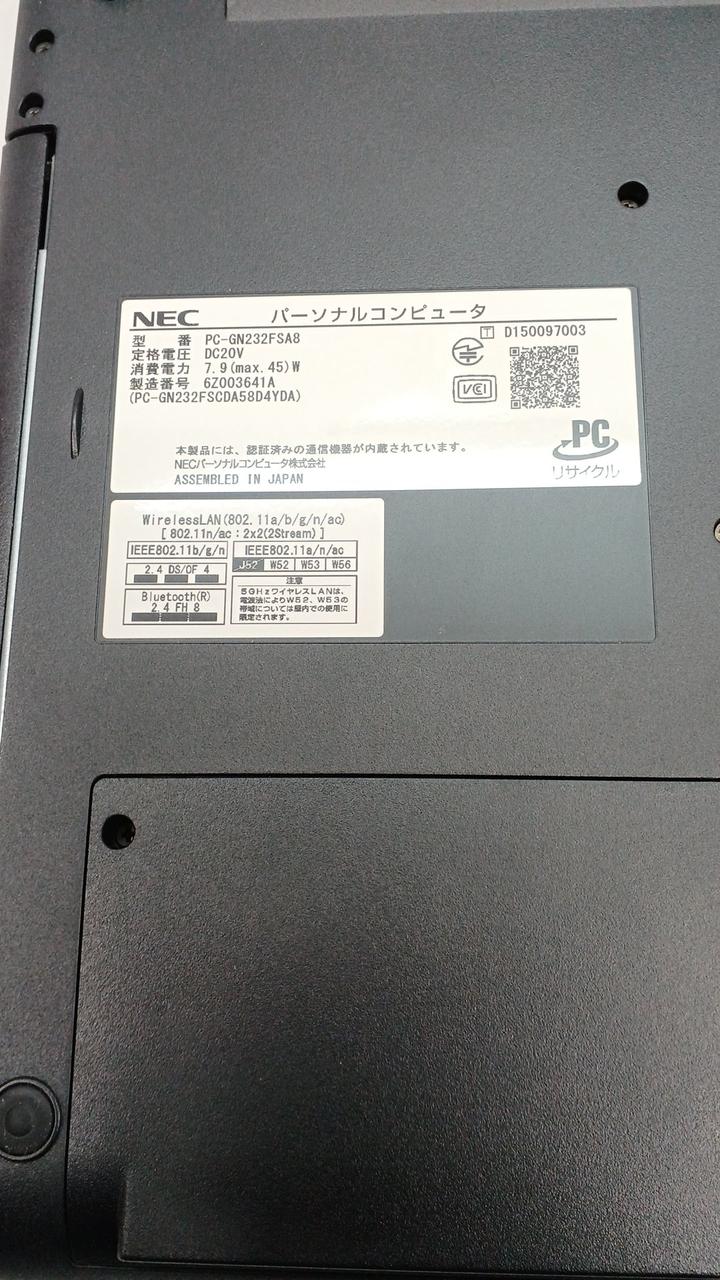 NEC パーソナルコンピュータ
型 番 PC-GN232FSA8
定格電圧 DC20V
消費電力 7.9(max.45)W
製造番号 6Z003641A
(PC-GN232FSCDA58D4YDA)
T D150097003
VCI
本製品には、認証済みの通信機器が内蔵されています。
NECパーソナルコンピュータ株式会社
ASSEMBLED IN JAPAN
PC
リサイクル
WirelessLAN(802.11a/b/g/n/ac)
[ 802.11n/ac : 2x2(2Stream) ]
IEEE802.11b/g/n
IEEE802.11a/n/ac
J52 W52 W53 W56
2.4 DS/OF 4
Bluetooth(R)
2.4 FH 8
注意
5GHzワイヤレスLANは、
電波法によりW52、W53の
帯域については屋内での使用に
限定されます。